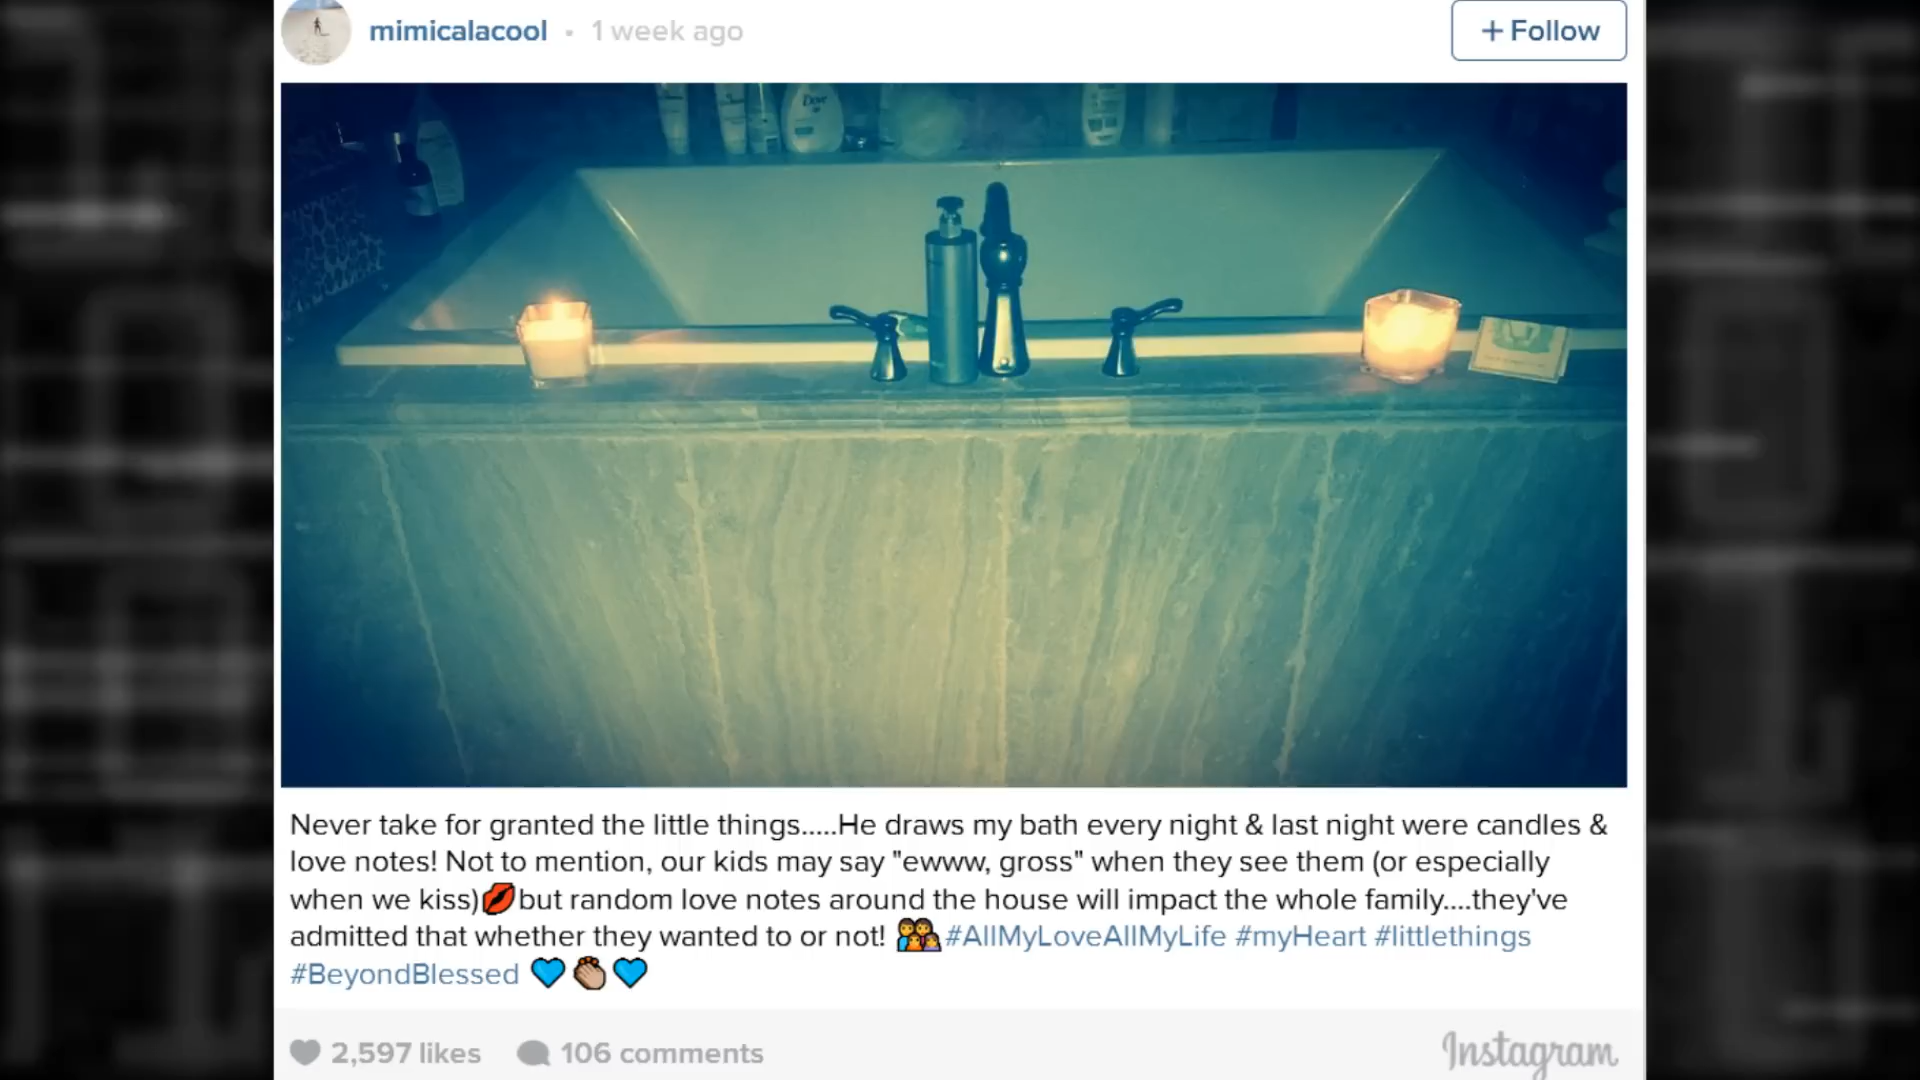 mimicalacool • 1 week ago
+ Follow
Dove
Never take for granted the little things.....He draws my bath every night & last night were candles &
love notes! Not to mention, our kids may say "ewww, gross" when they see them (or especially
when we kiss)💋but random love notes around the house will impact the whole family....they've
admitted that whether they wanted to or not! 👨‍👩‍👦‍👧#AllMyLoveAllMyLife #myHeart #littlethings
#BeyondBlessed 💙👏💙
2,597 likes 106 comments
Instagram